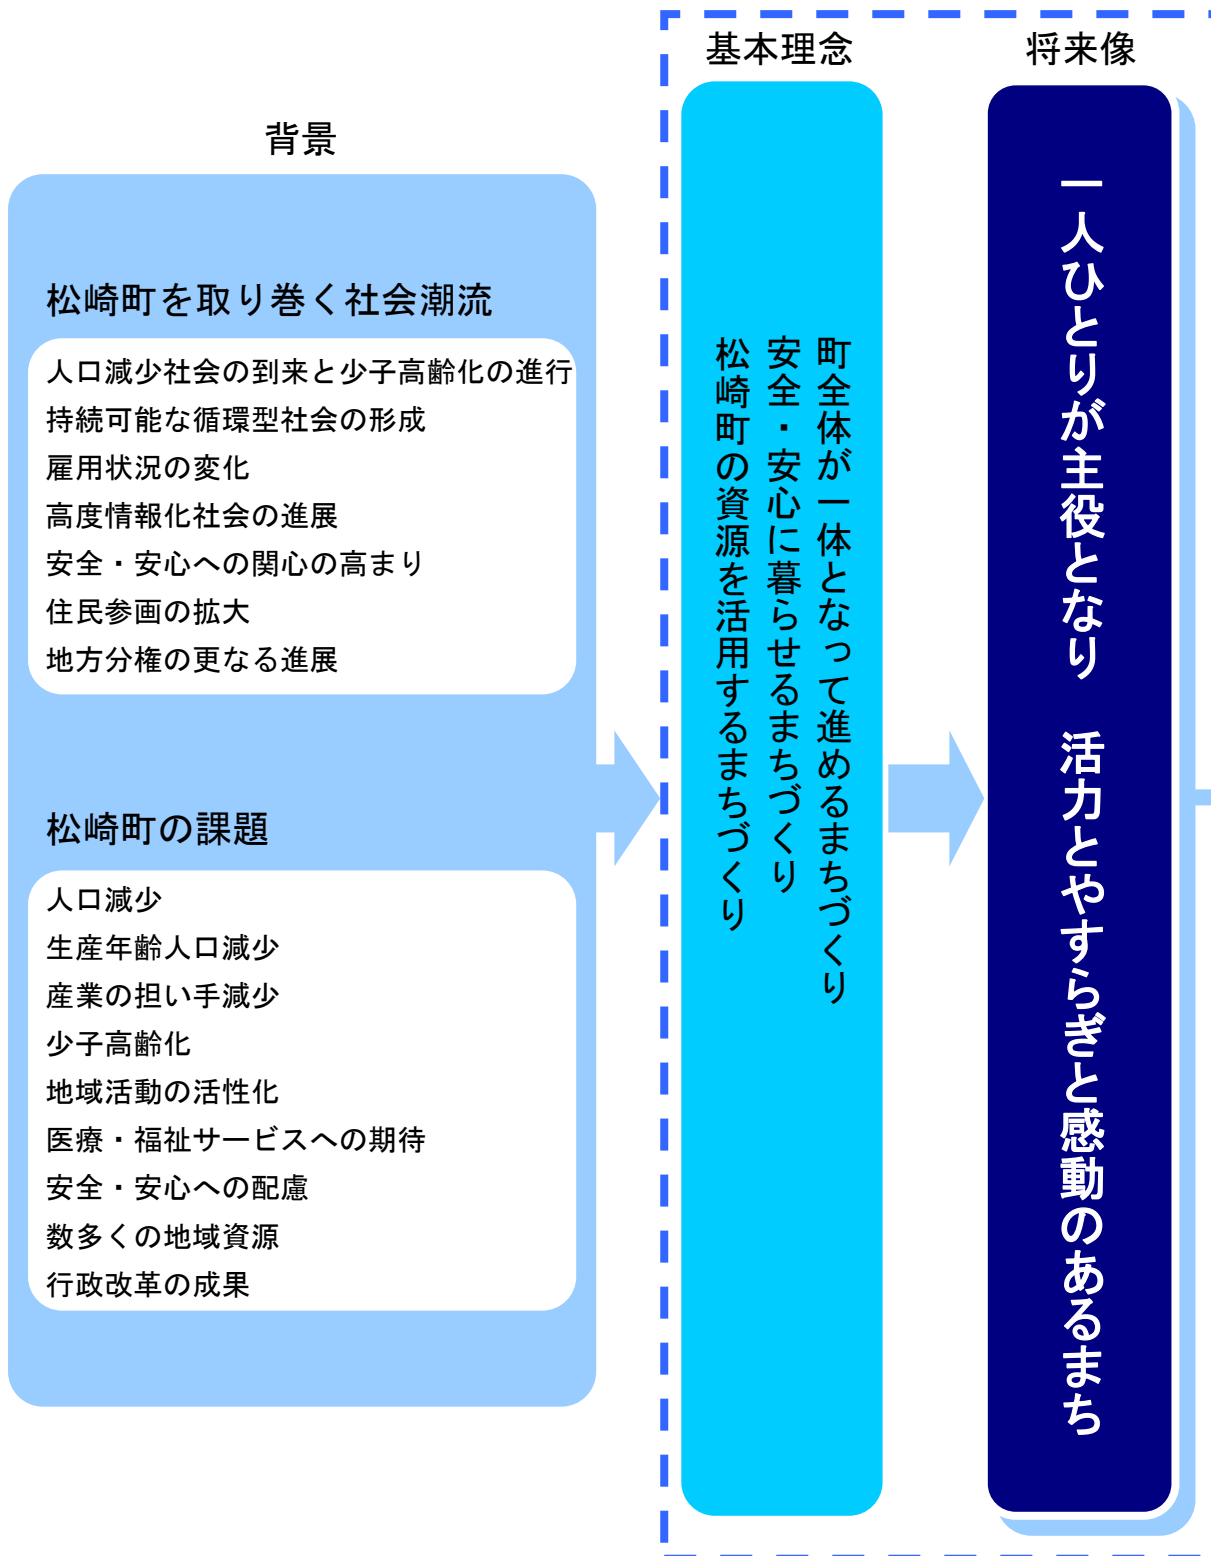 背景
松崎町を取り巻く社会潮流
人口減少社会の到来と少子高齢化の進行
持続可能な循環型社会の形成
雇用状況の変化
高度情報化社会の進展
安全・安心への関心の高まり
住民参画の拡大
地方分権の更なる進展
松崎町の課題
人口減少
生産年齢人口減少
産業の担い手減少
少子高齢化
地域活動の活性化
医療・福祉サービスへの期待
安全・安心への配慮
数多くの地域資源
行政改革の成果
基本理念
町全体が一体となって進めるまちづくり
安全・安心に暮らせるまちづくり
松崎町の資源を活用するまちづくり
将来像
一人ひとりが主役となり　活力とやすらぎと感動のあるまち